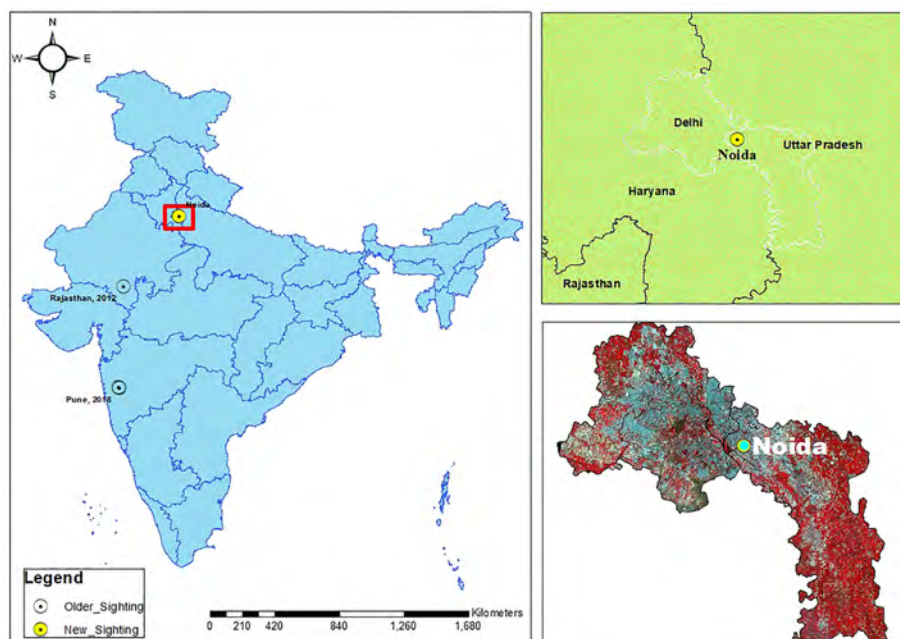 N
W E
S
Noida
Rajasthan, 2012
Pune, 2018
Legend
Older_Sighting
New_Sighting
Kilometers
0 210 420 840 1,260 1,680
Delhi
Noida
Uttar Pradesh
Haryana
Rajasthan
Noida